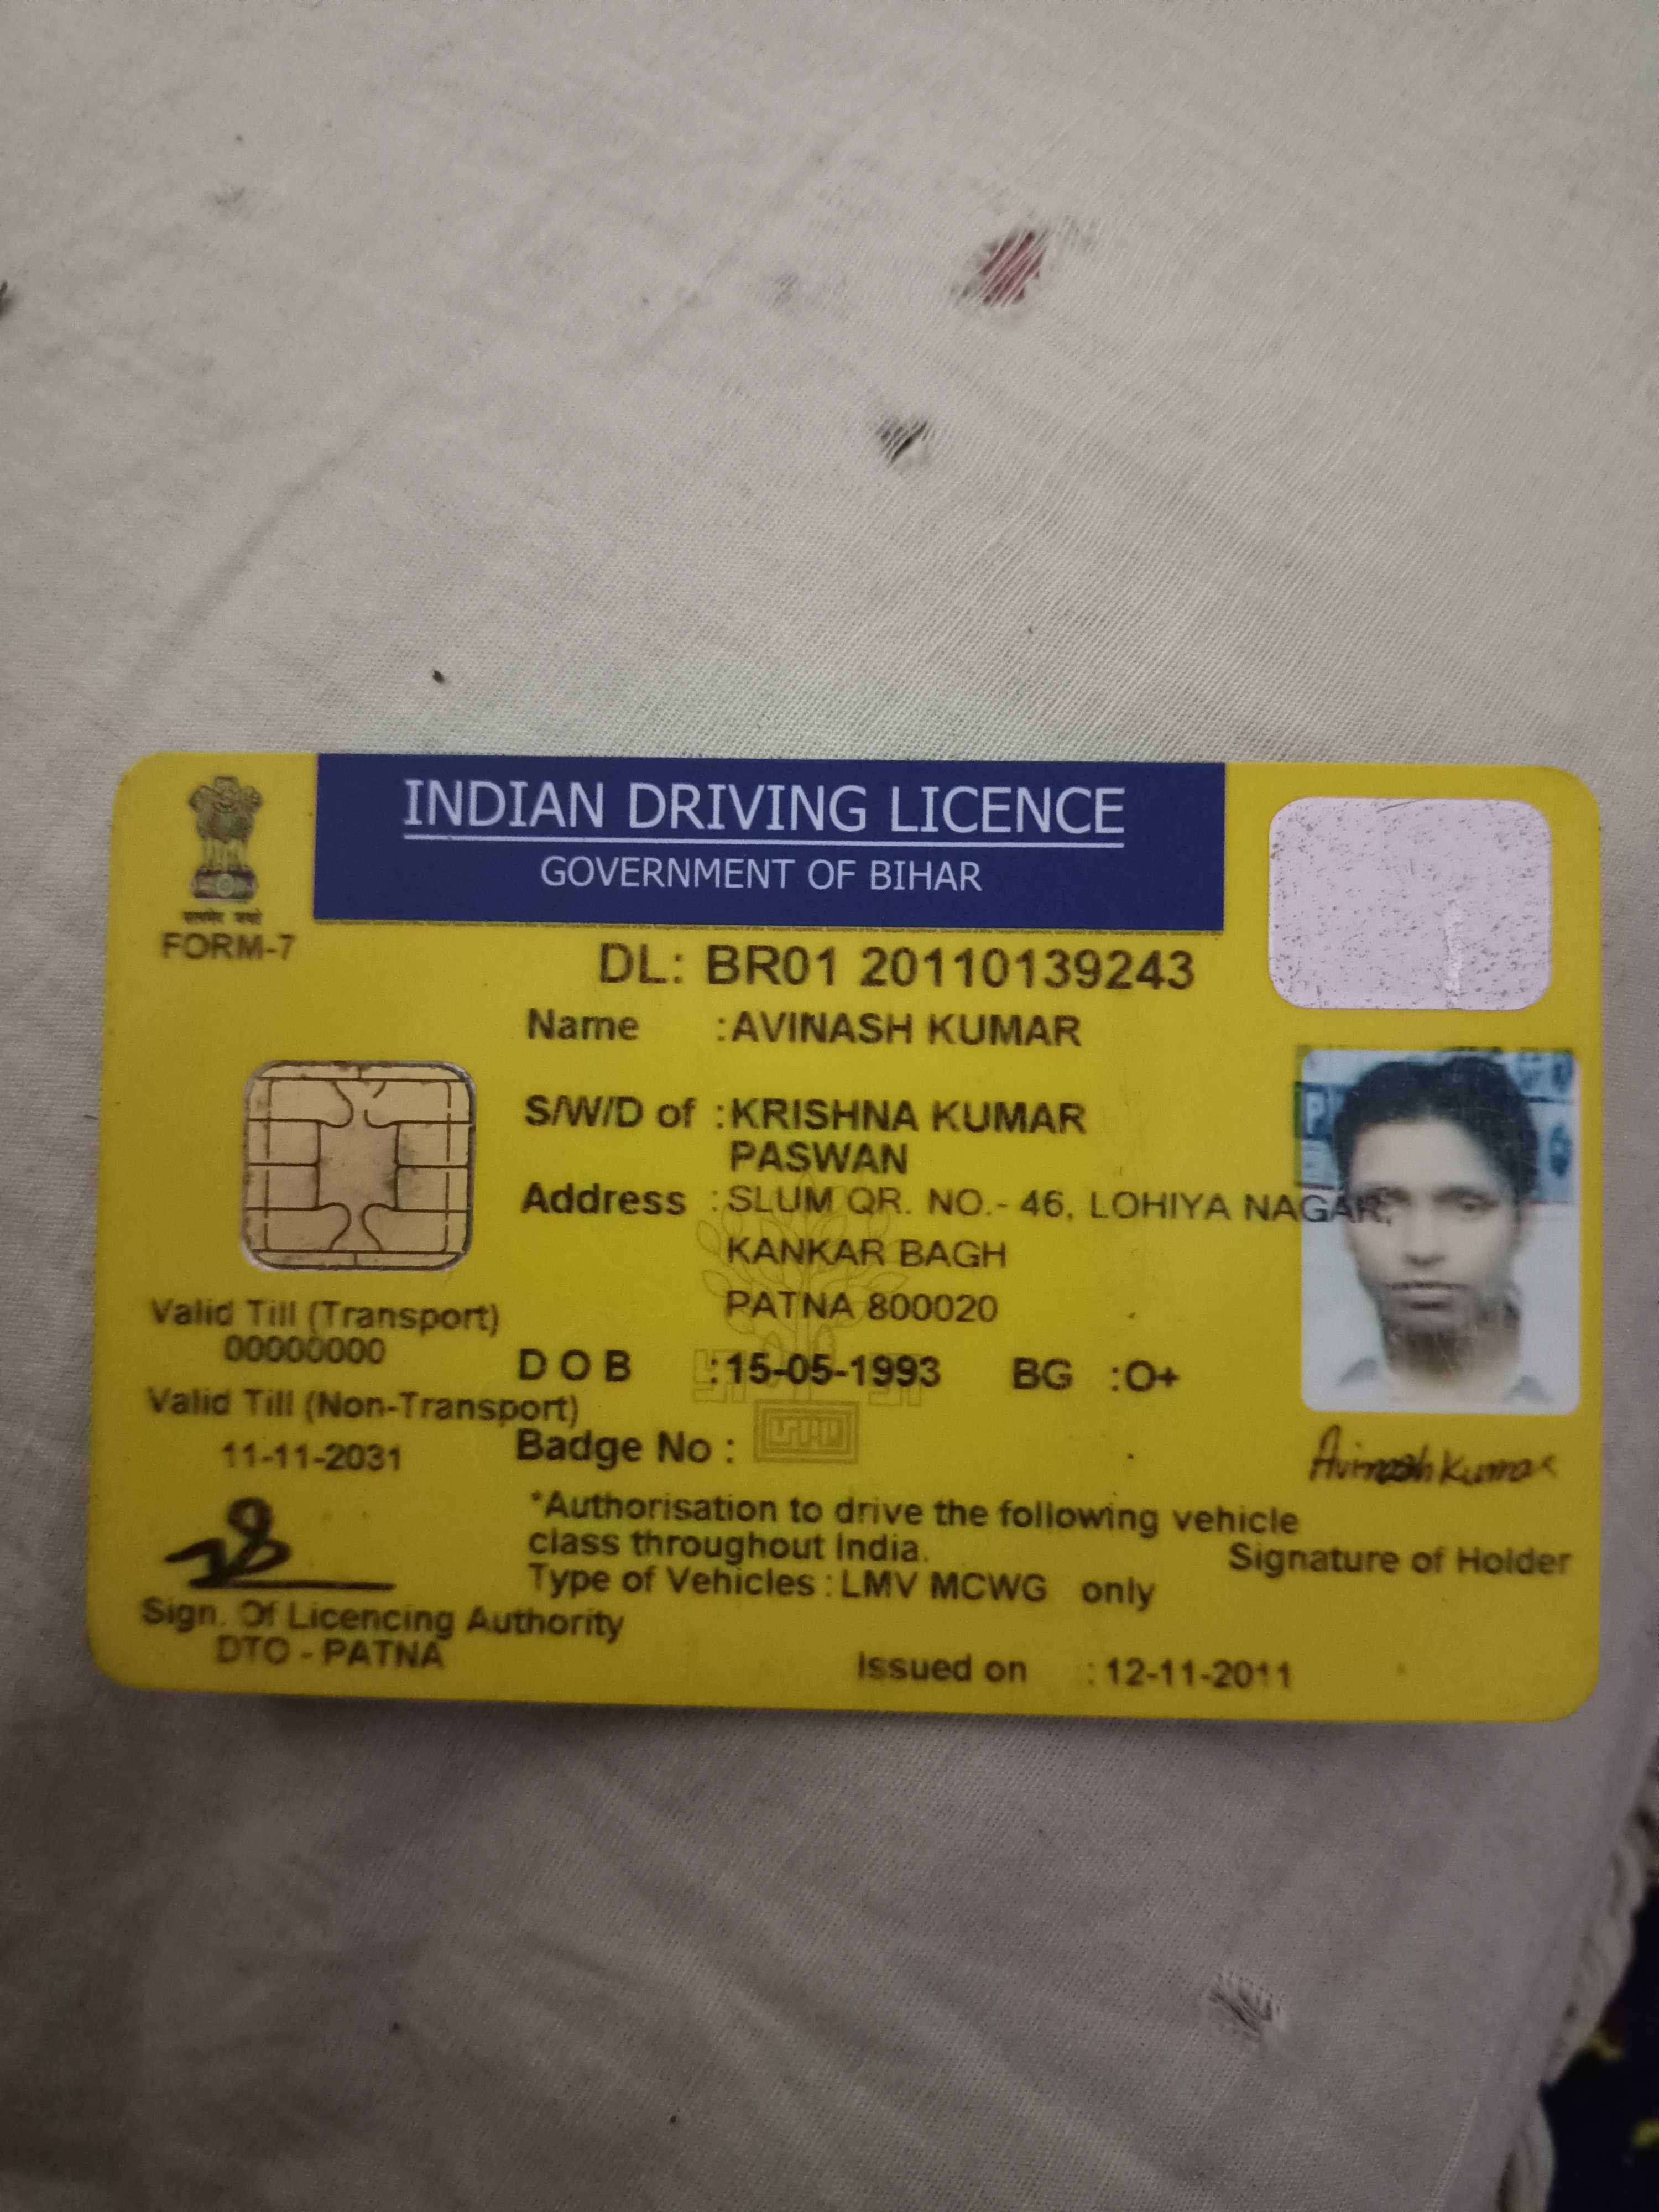 INDIAN DRIVING LICENCE
GOVERNMENT OF BIHAR
सत्यमेव जयते
FORM-7
DL: BR01 20110139243
Name :AVINASH KUMAR
S/W/D of :KRISHNA KUMAR
PASWAN
Address :SLUM QR. NO.- 46, LOHIYA NAGAR,
KANKAR BAGH
PATNA 800020
Valid Till (Transport)
00000000
D O B :15-05-1993 BG :O+
Valid Till (Non-Transport)
11-11-2031
Badge No :
Avinash Kumar
*Authorisation to drive the following vehicle
class throughout India.
Signature of Holder
Type of Vehicles : LMV MCWG only
Sign. Of Licencing Authority
DTO - PATNA
Issued on : 12-11-2011